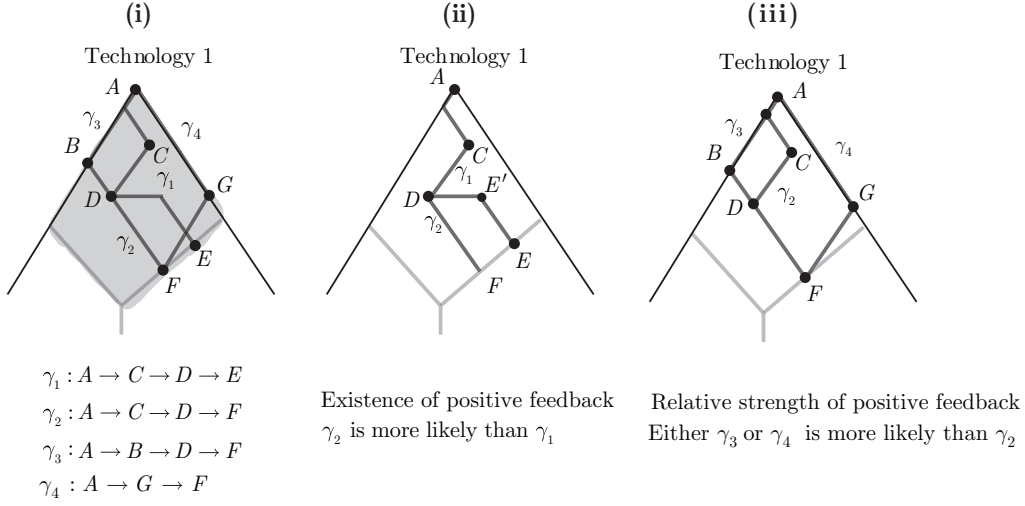 (i)
Technology 1
A
γ3
γ4
B
C
γ1
D
G
γ2
E
F
γ1 : A → C → D → E
γ2 : A → C → D → F
γ3 : A → B → D → F
γ4 : A → G → F
(ii)
Technology 1
A
C
γ1
E′
D
γ2
E
F
Existence of positive feedback
γ2 is more likely than γ1
(iii)
Technology 1
A
γ3
γ4
B
C
γ2
D
G
F
Relative strength of positive feedback
Either γ3 or γ4 is more likely than γ2